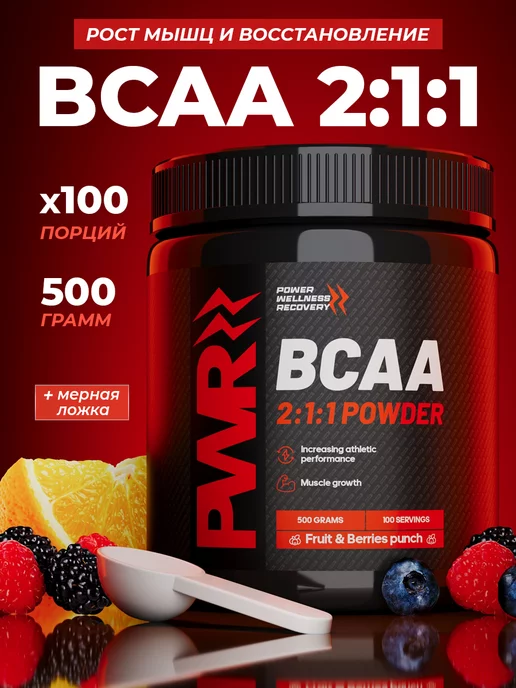 РОСТ МЫШЦ И ВОССТАНОВЛЕНИЕ
BCAA 2:1:1
x100
ПОРЦИЙ
500
ГРАММ
+ мерная
ложка
PWR
POWER
WELLNESS
RECOVERY
BCAA
2:1:1 POWDER
Increasing athletic
performance
Muscle growth
500 GRAMS
100 SERVINGS
Fruit & Berries punch